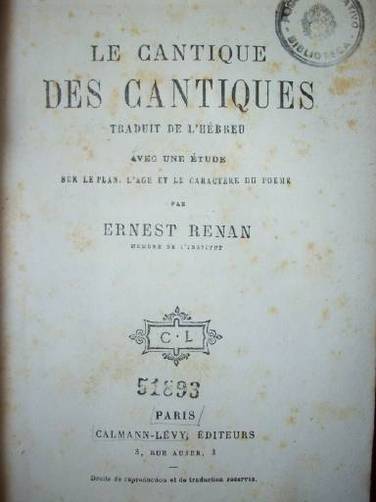 LE CANTIQUE
DES CANTIQUES
TRADUIT DE L'HÉBREU
AVEC UNE ÉTUDE
SUR LE PLAN, L'AGE ET LE CARACTÈRE DU POÈME
PAR
ERNEST RENAN
MEMBRE DE L'INSTITUT
C·L
51893
PARIS
CALMANN-LÉVY, ÉDITEURS
3, RUE AUBER, 3
Droits de reproduction et de traduction réservés.
BIBLIOTECA